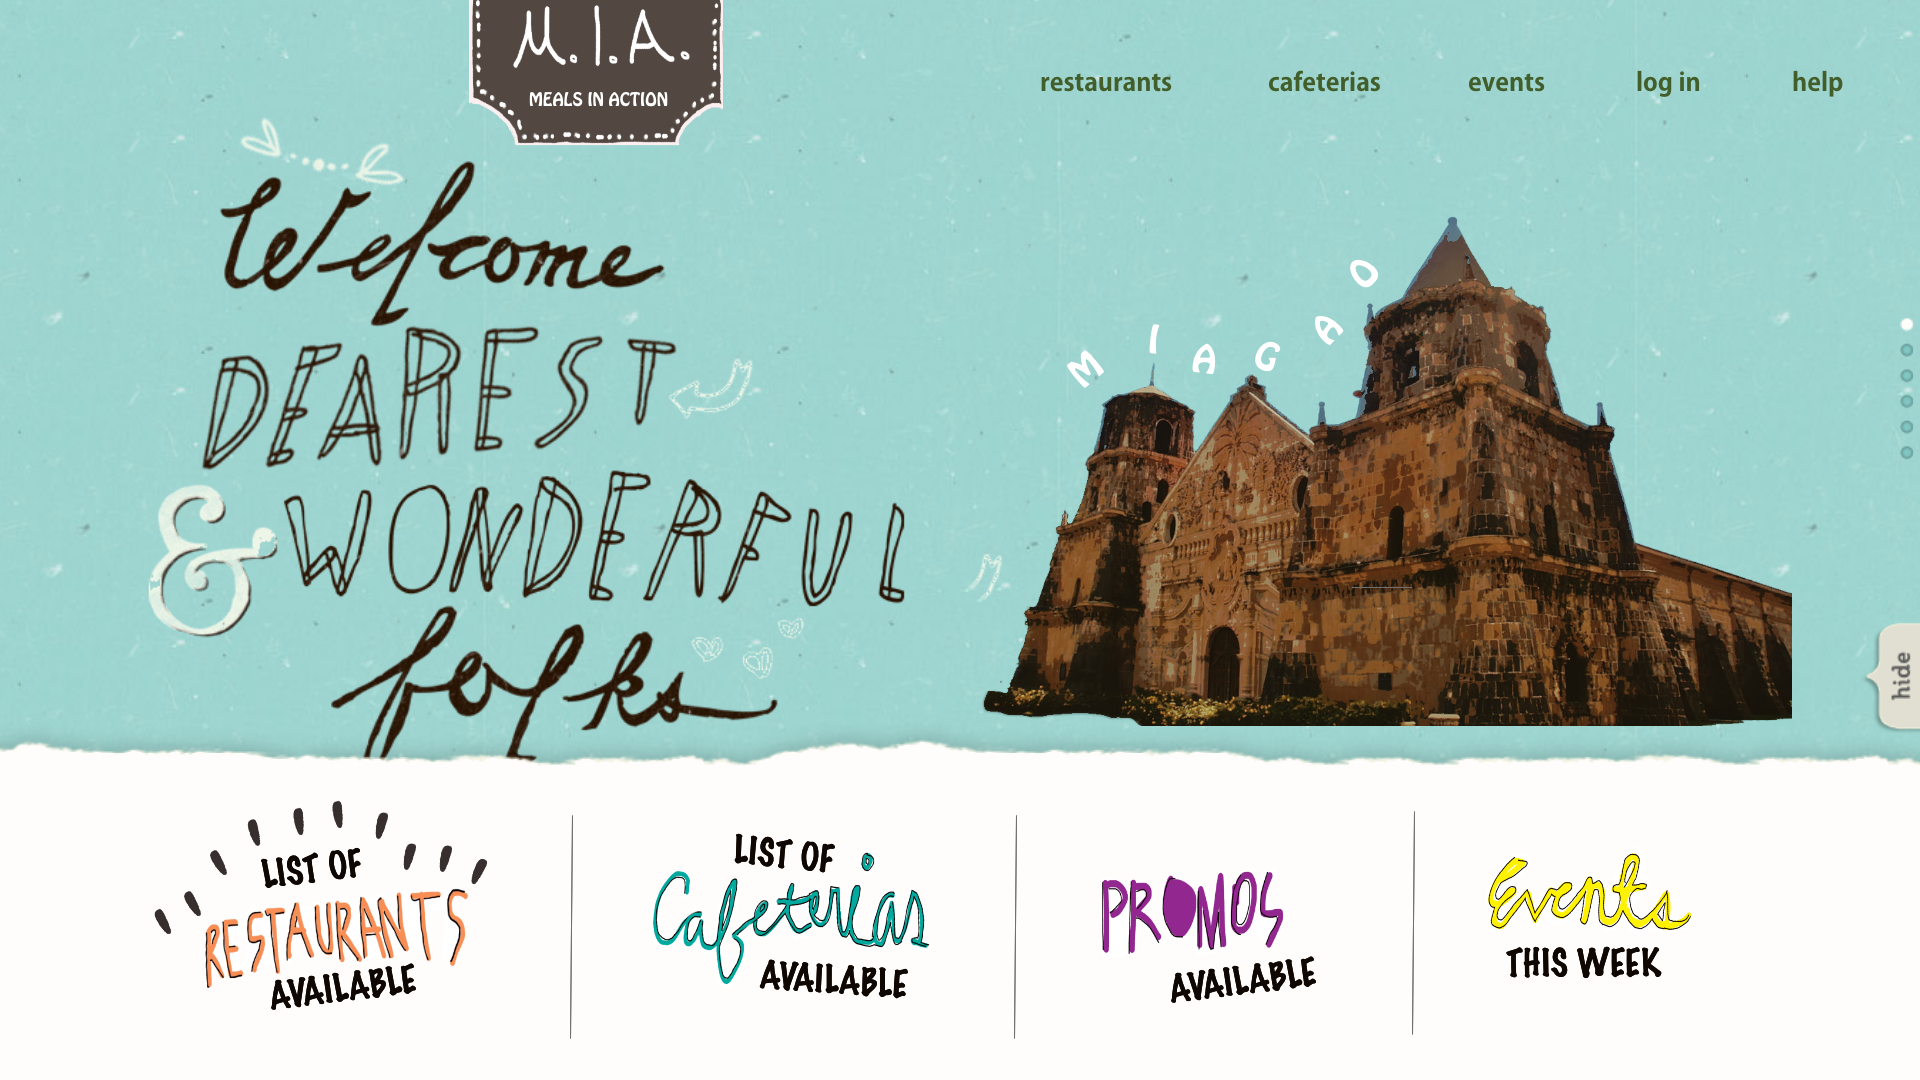 M.I.A.
MEALS IN ACTION
restaurants
cafeterias
events
log in
help
Welcome
DEAREST
& WONDERFUL
folks
MIAGAO
hide
LIST OF
RESTAURANTS
AVAILABLE
LIST OF
Cafeterias
AVAILABLE
PROMOS
AVAILABLE
Events
THIS WEEK